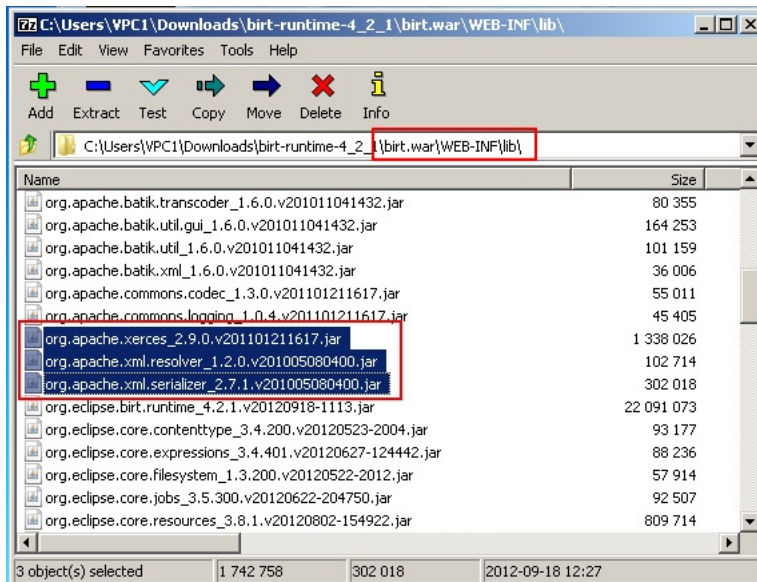 C:\Users\VPC1\Downloads\birt-runtime-4_2_1\birt.war\WEB-INF\lib\
File Edit View Favorites Tools Help
Add Extract Test Copy Move Delete Info
C:\Users\VPC1\Downloads\birt-runtime-4_2_1\birt.war\WEB-INF\lib\
Name Size
org.apache.batik.transcoder_1.6.0.v201011041432.jar 80 355
org.apache.batik.util.gui_1.6.0.v201011041432.jar 164 253
org.apache.batik.util_1.6.0.v201011041432.jar 101 159
org.apache.batik.xml_1.6.0.v201011041432.jar 36 006
org.apache.commons.codec_1.3.0.v201101211617.jar 55 011
org.apache.commons.logging_1.0.4.v201101211617.jar 45 405
org.apache.xerces_2.9.0.v201101211617.jar 1 338 026
org.apache.xml.resolver_1.2.0.v201005080400.jar 102 714
org.apache.xml.serializer_2.7.1.v201005080400.jar 302 018
org.eclipse.birt.runtime_4.2.1.v20120918-1113.jar 22 091 073
org.eclipse.core.contenttype_3.4.200.v20120523-2004.jar 93 177
org.eclipse.core.expressions_3.4.401.v20120627-124442.jar 88 236
org.eclipse.core.filesystem_1.3.200.v20120522-2012.jar 57 914
org.eclipse.core.jobs_3.5.300.v20120622-204750.jar 92 507
org.eclipse.core.resources_3.8.1.v20120802-154922.jar 809 714
3 object(s) selected 1 742 758 302 018 2012-09-18 12:27